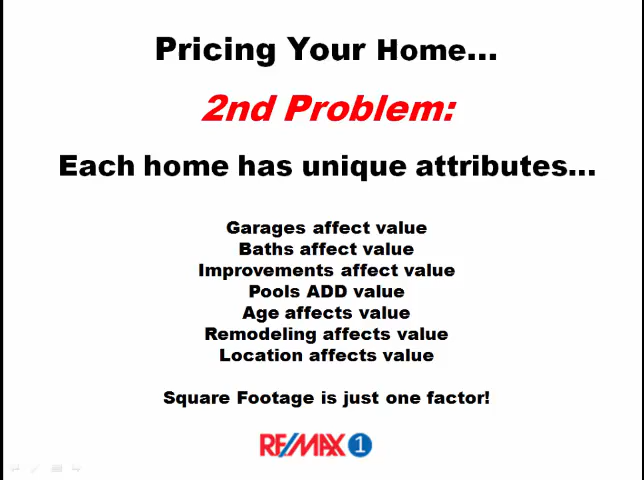 Pricing Your Home...
2nd Problem:
Each home has unique attributes...
Garages affect value
Baths affect value
Improvements affect value
Pools ADD value
Age affects value
Remodeling affects value
Location affects value
Square Footage is just one factor!
RE/MAX 1